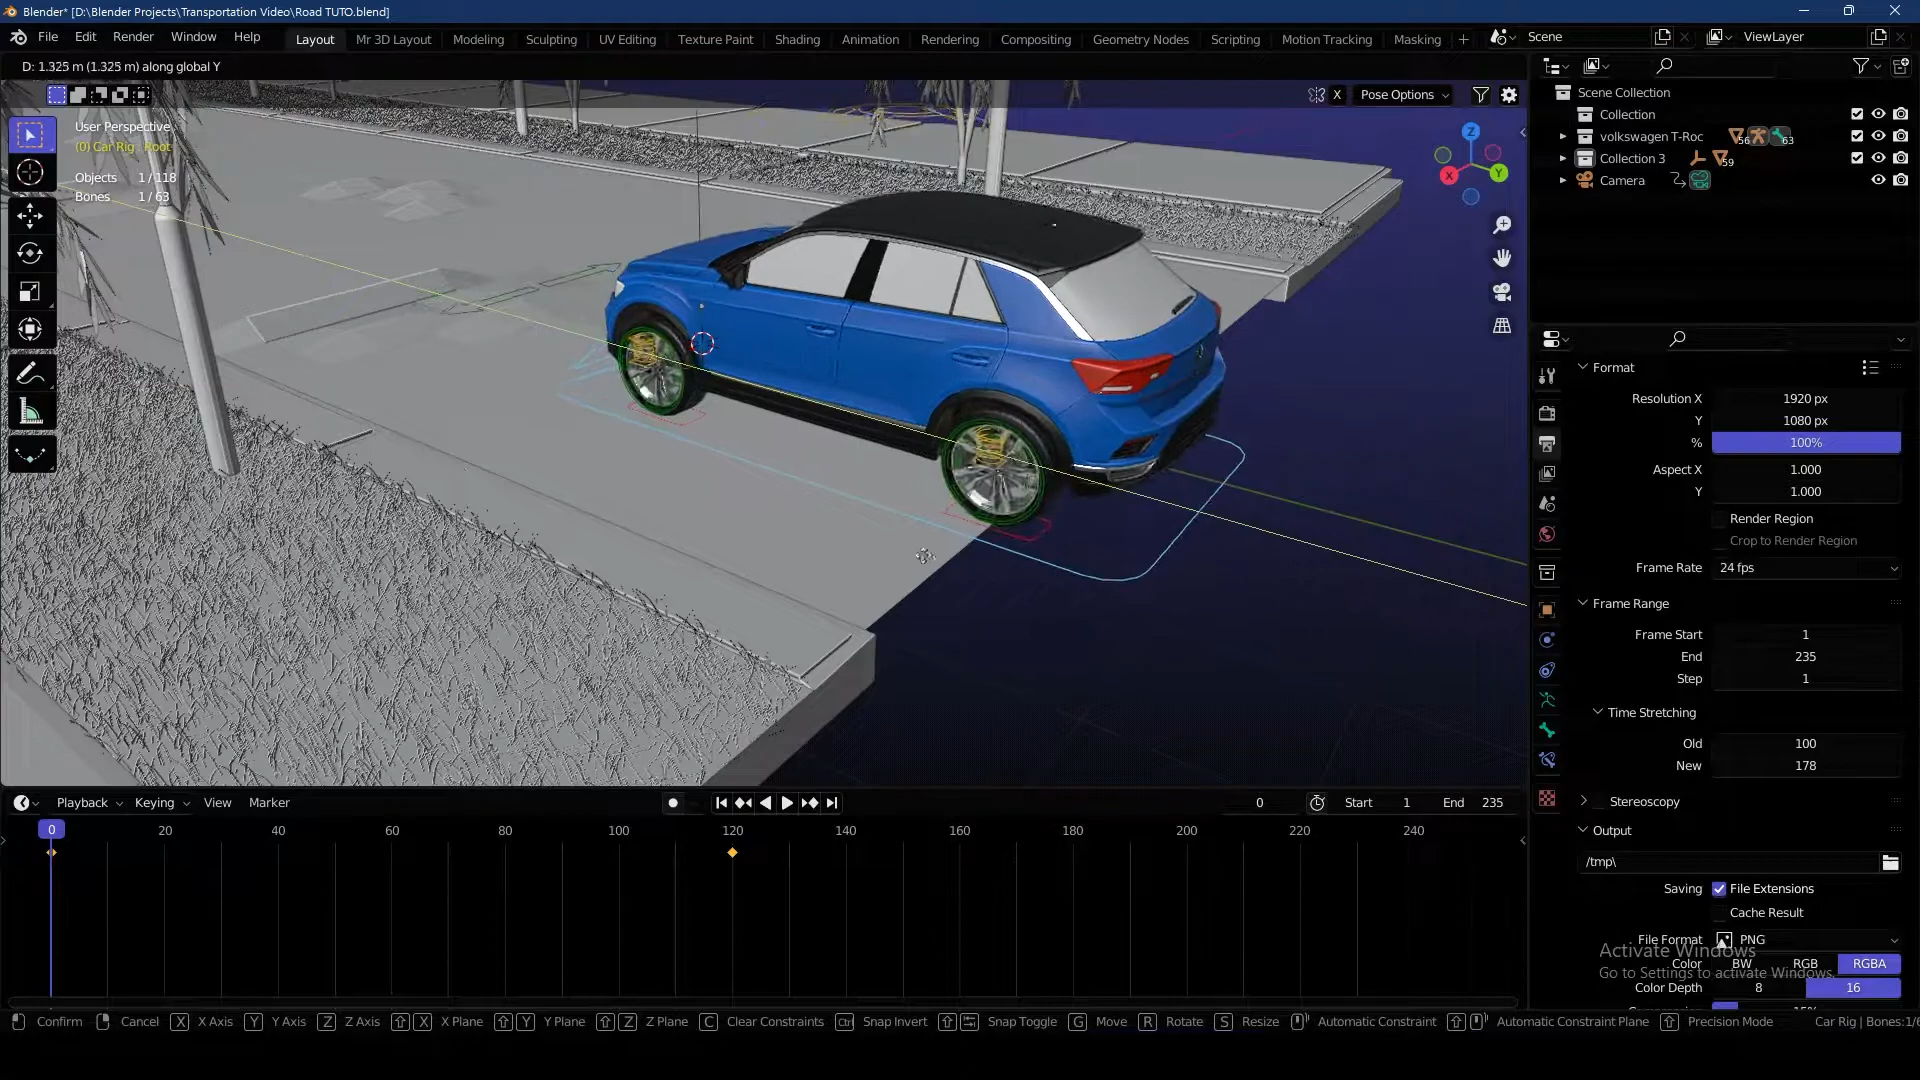 Blender* [D:\Blender Projects\Transportation Video\Road TUTO.blend]
File Edit Render Window Help Layout Mr 3D Layout Modeling Sculpting UV Editing Texture Paint Shading Animation Rendering Compositing Geometry Nodes Scripting Motion Tracking Masking + Scene ViewLayer
D: 1.325 m (1.325 m) along global Y
X Pose Options
User Perspective
(0) Car Rig : Root
Objects 1 / 118
Bones 1 / 63
Z
X
Y
Scene Collection
Collection
volkswagen T-Roc 56 63
Collection 3 59
Camera
Format
Resolution X 1920 px
Y 1080 px
% 100%
Aspect X 1.000
Y 1.000
Render Region
Crop to Render Region
Frame Rate 24 fps
Frame Range
Frame Start 1
End 235
Step 1
Time Stretching
Old 100
New 178
Stereoscopy
Output
/tmp\
Saving File Extensions
Cache Result
File Format PNG
Color BW RGB RGBA
Color Depth 8 16
Activate Windows
Go to Settings to activate Windows.
Playback Keying View Marker 0 Start 1 End 235
0 20 40 60 80 100 120 140 160 180 200 220 240
Confirm Cancel X X Axis Y Y Axis Z Z Axis X X Plane Y Y Plane Z Z Plane C Clear Constraints Ctrl Snap Invert Snap Toggle G Move R Rotate S Resize Automatic Constraint Automatic Constraint Plane Precision Mode Car Rig | Bones:1/6